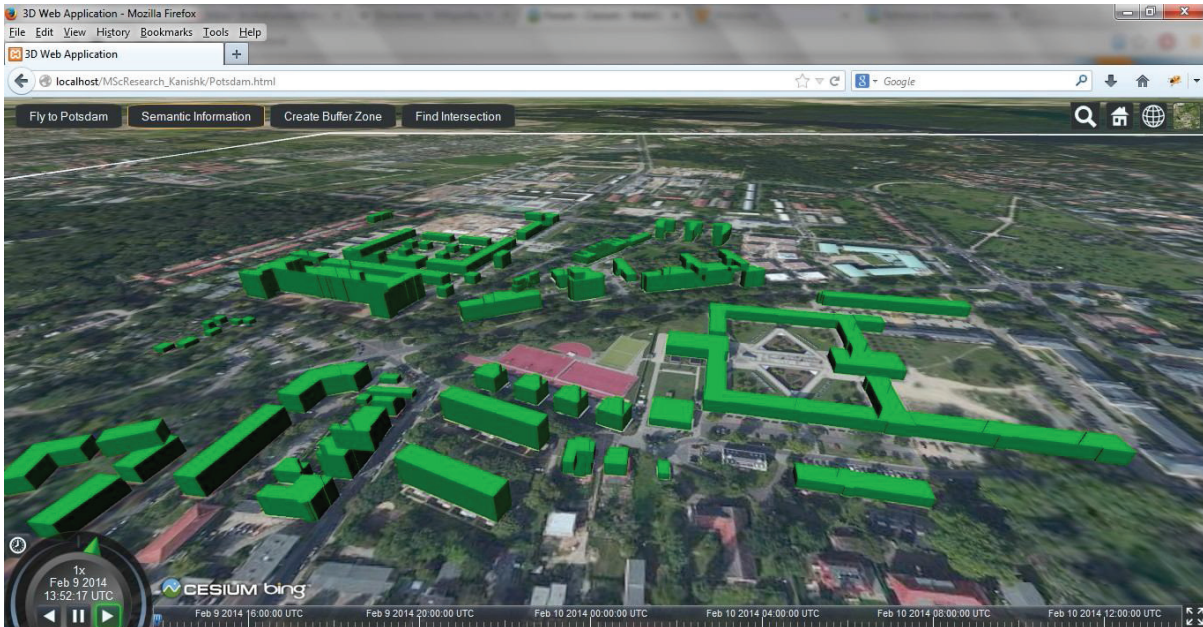 3D Web Application - Mozilla Firefox
File Edit View History Bookmarks Tools Help
3D Web Application
localhost/MScResearch_Kanishk/Potsdam.html
Google
Fly to Potsdam Semantic Information Create Buffer Zone Find Intersection
1x
Feb 9 2014
13:52:17 UTC
CESIUM bing™
Feb 9 2014 16:00:00 UTC Feb 9 2014 20:00:00 UTC Feb 10 2014 00:00:00 UTC Feb 10 2014 04:00:00 UTC Feb 10 2014 08:00:00 UTC Feb 10 2014 12:00:00 UTC